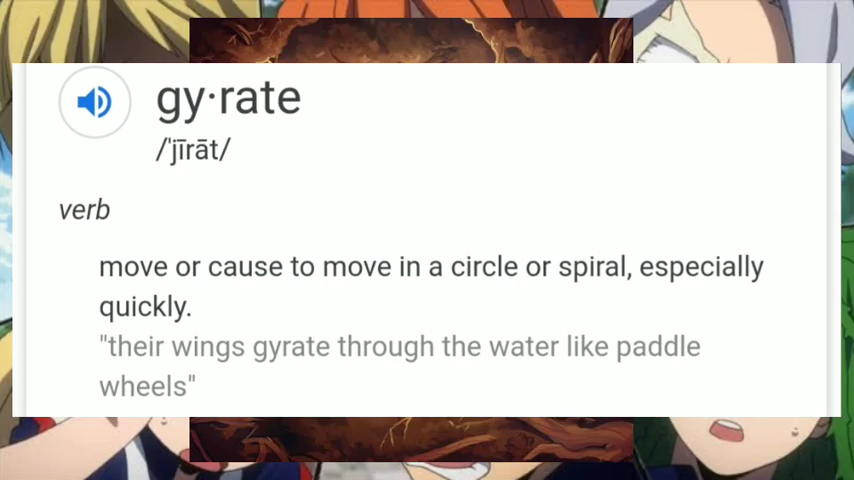 gy·rate
/ˈjīrāt/
verb
move or cause to move in a circle or spiral, especially
quickly.
"their wings gyrate through the water like paddle
wheels"